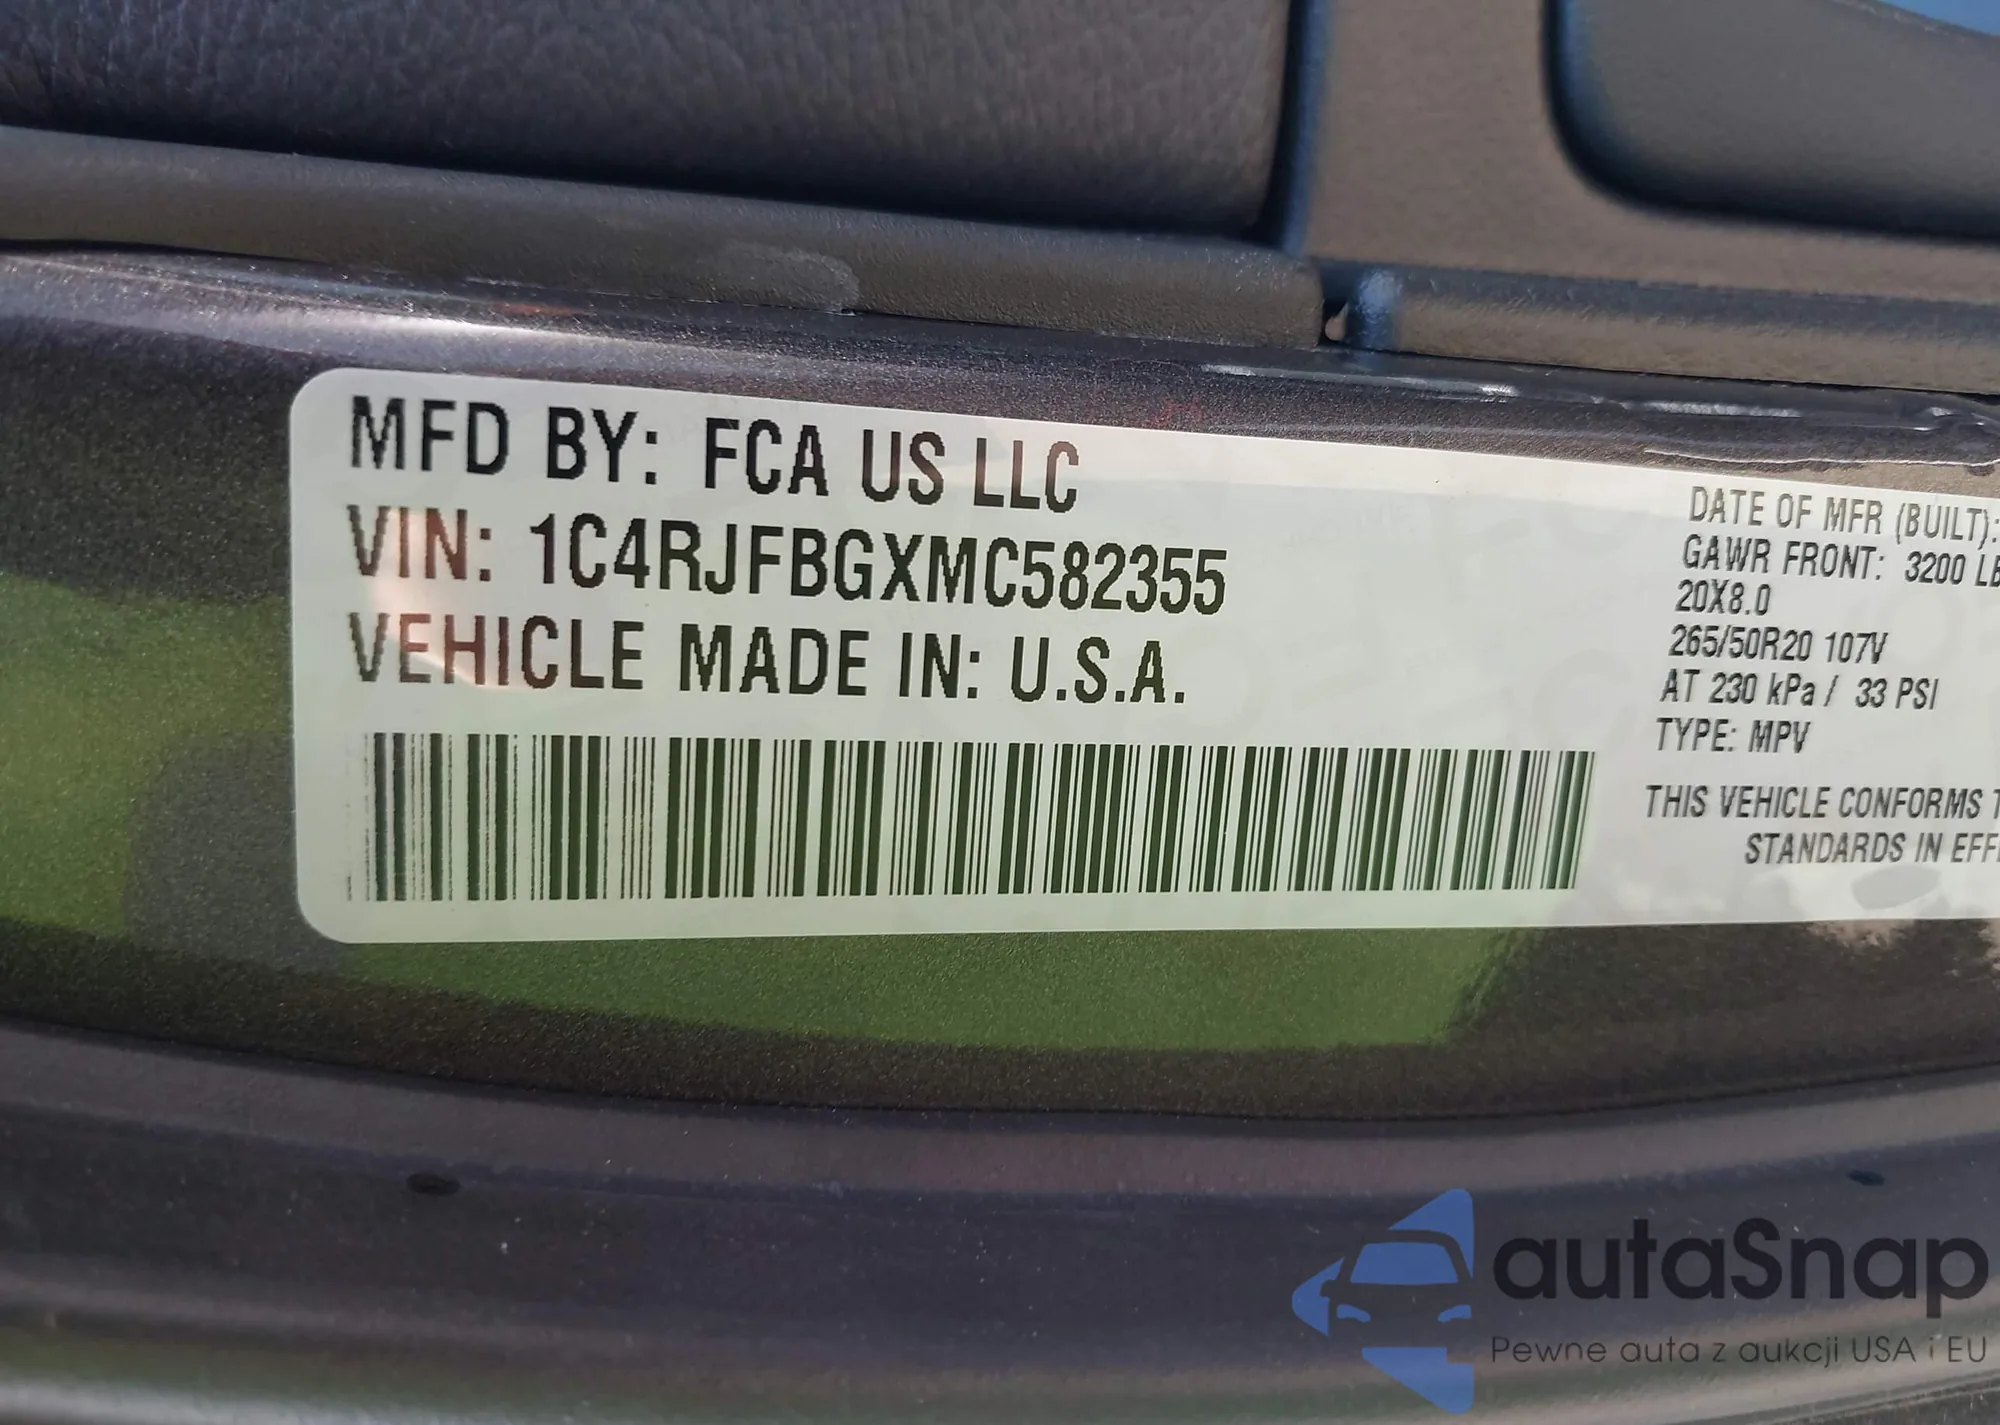 MFD BY: FCA US LLC
VIN: 1C4RJFBGXMC582355
VEHICLE MADE IN: U.S.A.
DATE OF MFR (BUILT):
GAWR FRONT: 3200 LB
20X8.0
265/50R20 107V
AT 230 kPa / 33 PSI
TYPE: MPV
THIS VEHICLE CONFORMS T
STANDARDS IN EFF
autaSnap
Pewne auta z aukcji USA i EU